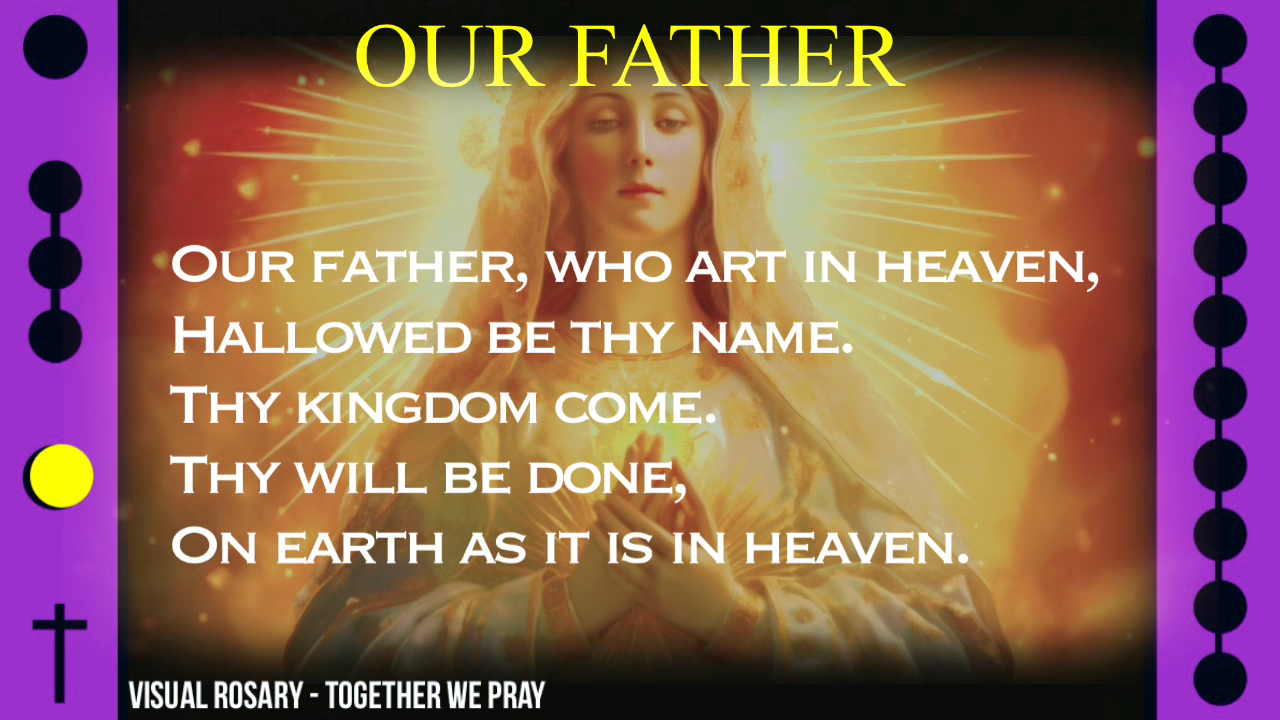 OUR FATHER
OUR FATHER, WHO ART IN HEAVEN,
HALLOWED BE THY NAME.
THY KINGDOM COME.
THY WILL BE DONE,
ON EARTH AS IT IS IN HEAVEN.
VISUAL ROSARY - TOGETHER WE PRAY